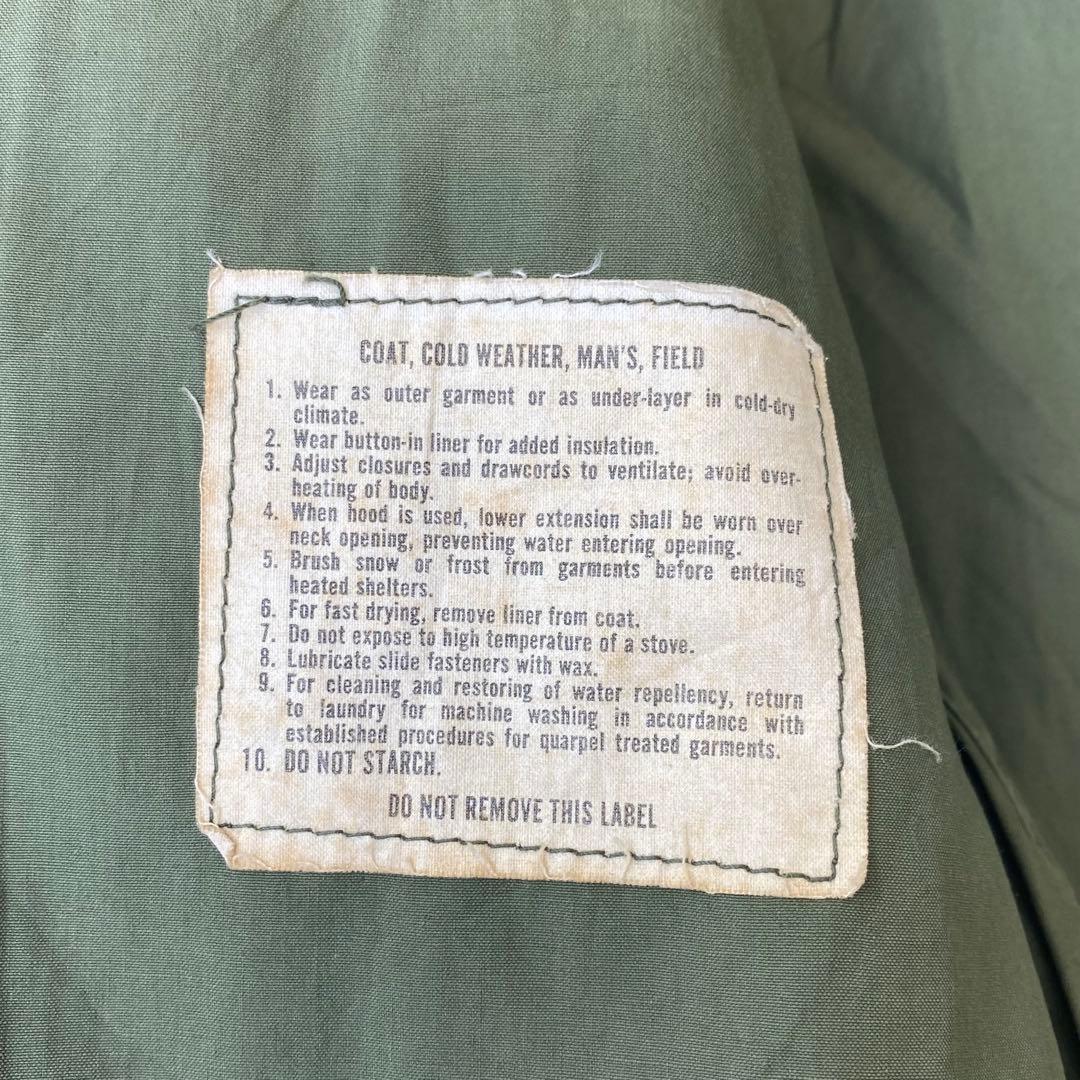 COAT, COLD WEATHER, MAN'S, FIELD
1. Wear as outer garment or as under-layer in cold-dry
climate.
2. Wear button-in liner for added insulation.
3. Adjust closures and drawcords to ventilate; avoid over-
heating of body.
4. When hood is used, lower extension shall be worn over
neck opening, preventing water entering opening.
5. Brush snow or frost from garments before entering
heated shelters.
6. For fast drying, remove liner from coat.
7. Do not expose to high temperature of a stove.
8. Lubricate slide fasteners with wax.
9. For cleaning and restoring of water repellency, return
to laundry for machine washing in accordance with
established procedures for quarpel treated garments.
10. DO NOT STARCH.
DO NOT REMOVE THIS LABEL